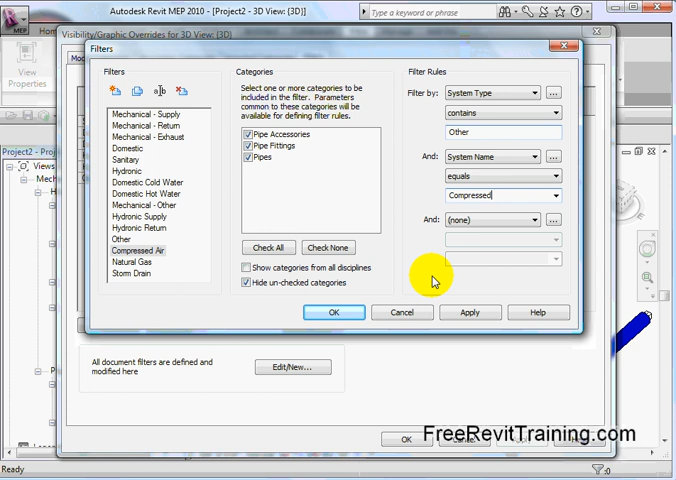 Autodesk Revit MEP 2010 - [Project2 - 3D View: {3D}]
Type a keyword or phrase
MEP
View
Properties
Visibility/Graphic Overrides for 3D View: {3D}
Filters
Filters
Mechanical - Supply
Mechanical - Return
Mechanical - Exhaust
Domestic
Sanitary
Hydronic
Domestic Cold Water
Domestic Hot Water
Mechanical - Other
Hydronic Supply
Hydronic Return
Other
Compressed Air
Natural Gas
Storm Drain
Categories
Select one or more categories to be
included in the filter. Parameters
common to these categories will be
available for defining filter rules.
Pipe Accessories
Pipe Fittings
Pipes
Check All
Check None
Show categories from all disciplines
Hide un-checked categories
Filter Rules
Filter by:
System Type
...
contains
Other
And:
System Name
...
equals
Compressed
And:
(none)
...
OK
Cancel
Apply
Help
All document filters are defined and
modified here
Edit/New...
OK
Project2 - 3D
Views
Mech
FreeRevitTraining.com
Ready
:0